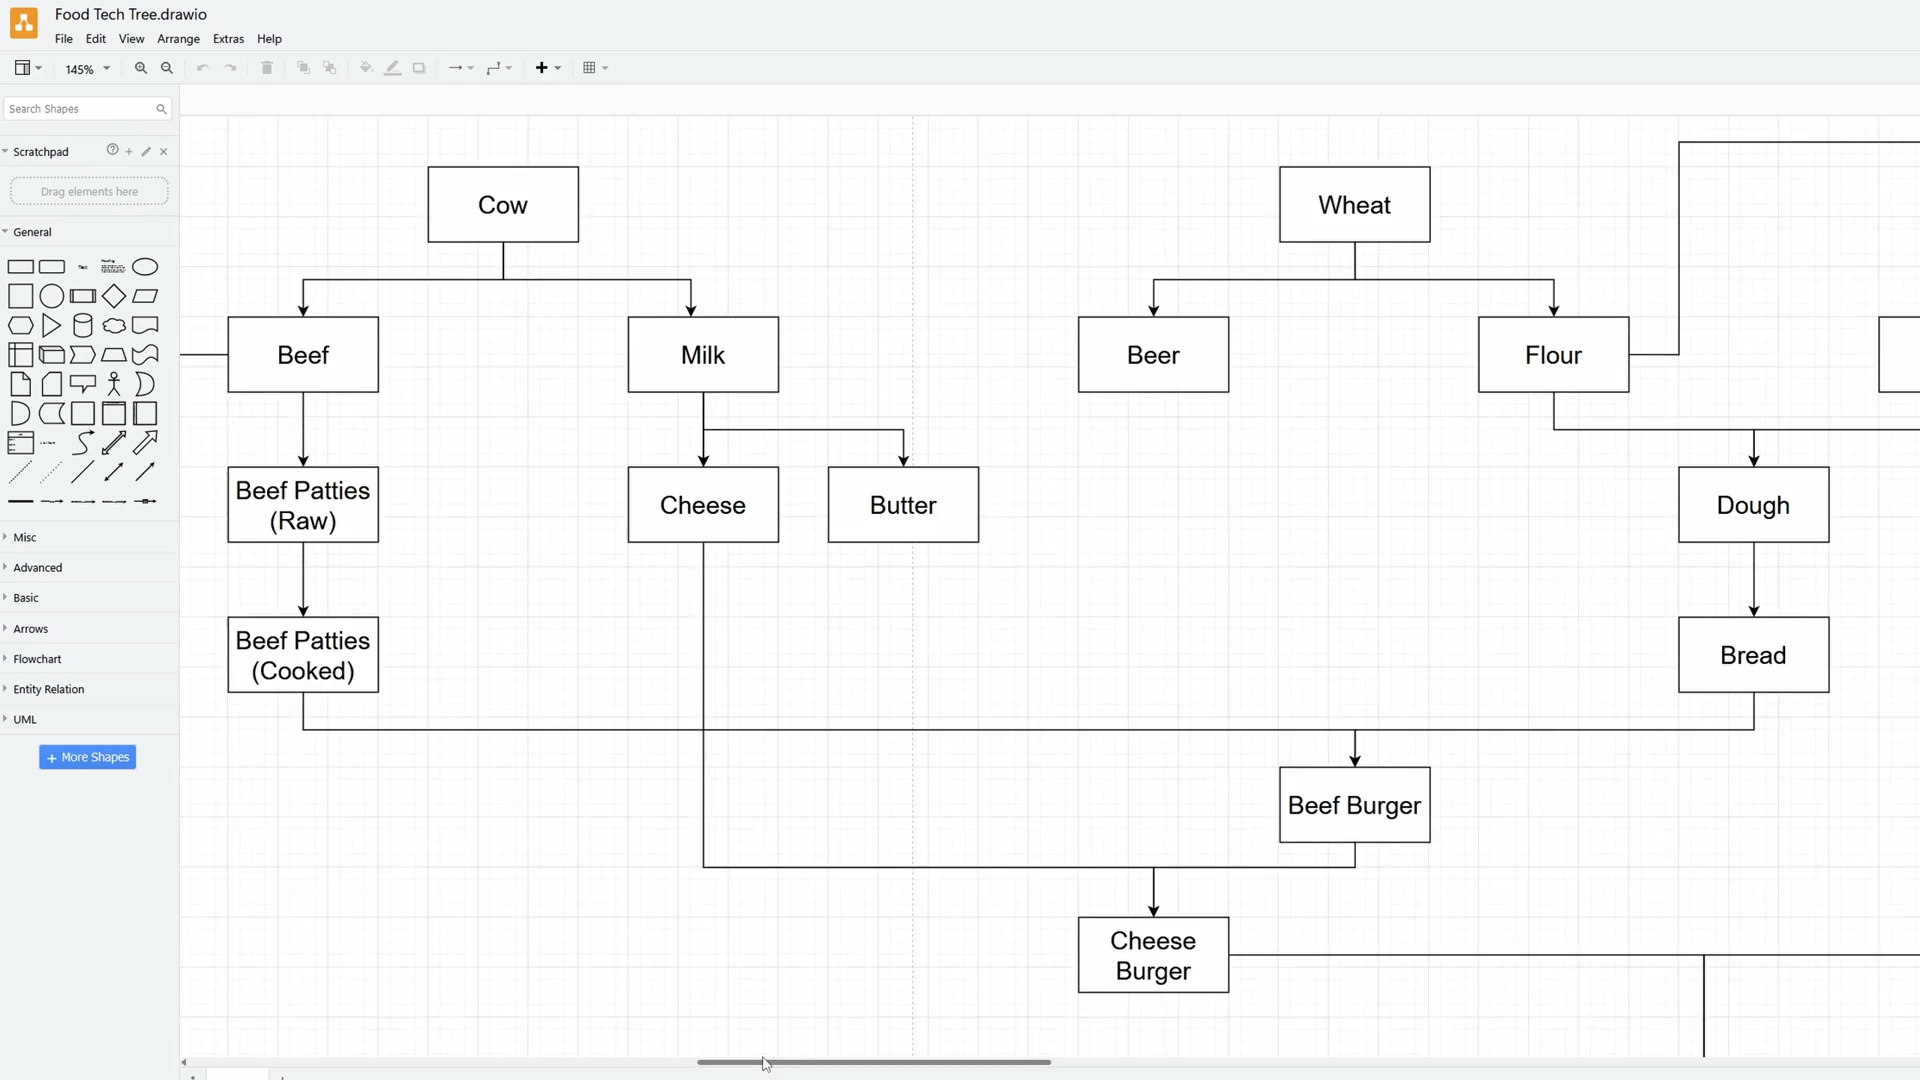 Food Tech Tree.drawio
File Edit View Arrange Extras Help
145%
Search Shapes
Scratchpad
Drag elements here
General
Text
Misc
Advanced
Basic
Arrows
Flowchart
Entity Relation
UML
+ More Shapes
Cow
Wheat
Beef
Milk
Beer
Flour
Beef Patties
(Raw)
Cheese
Butter
Dough
Beef Patties
(Cooked)
Bread
Beef Burger
Cheese
Burger